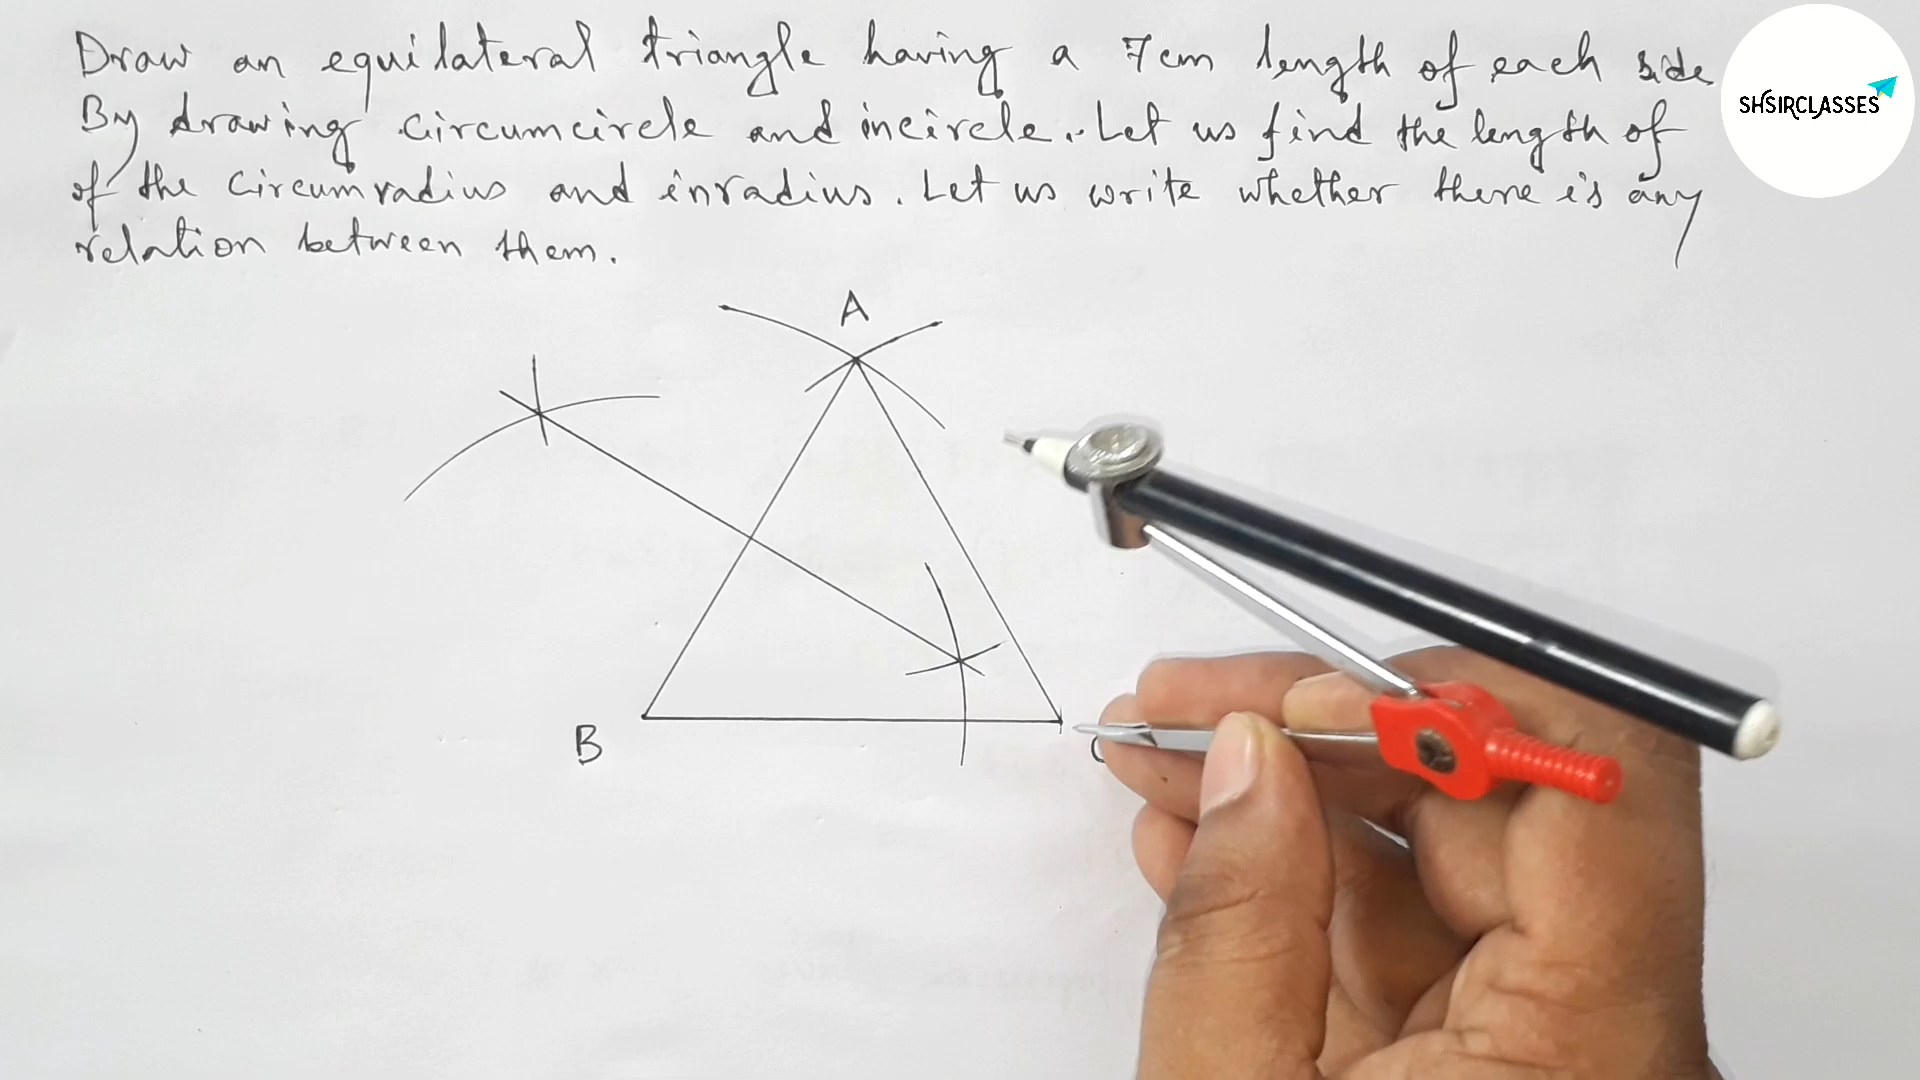 Draw an equilateral triangle having a 7cm length of each side
By drawing circumcircle and incircle. Let us find the length of
of the circumradius and inradius. Let us write whether there is any
relation between them.
SHSIRCLASSES
A
B
C